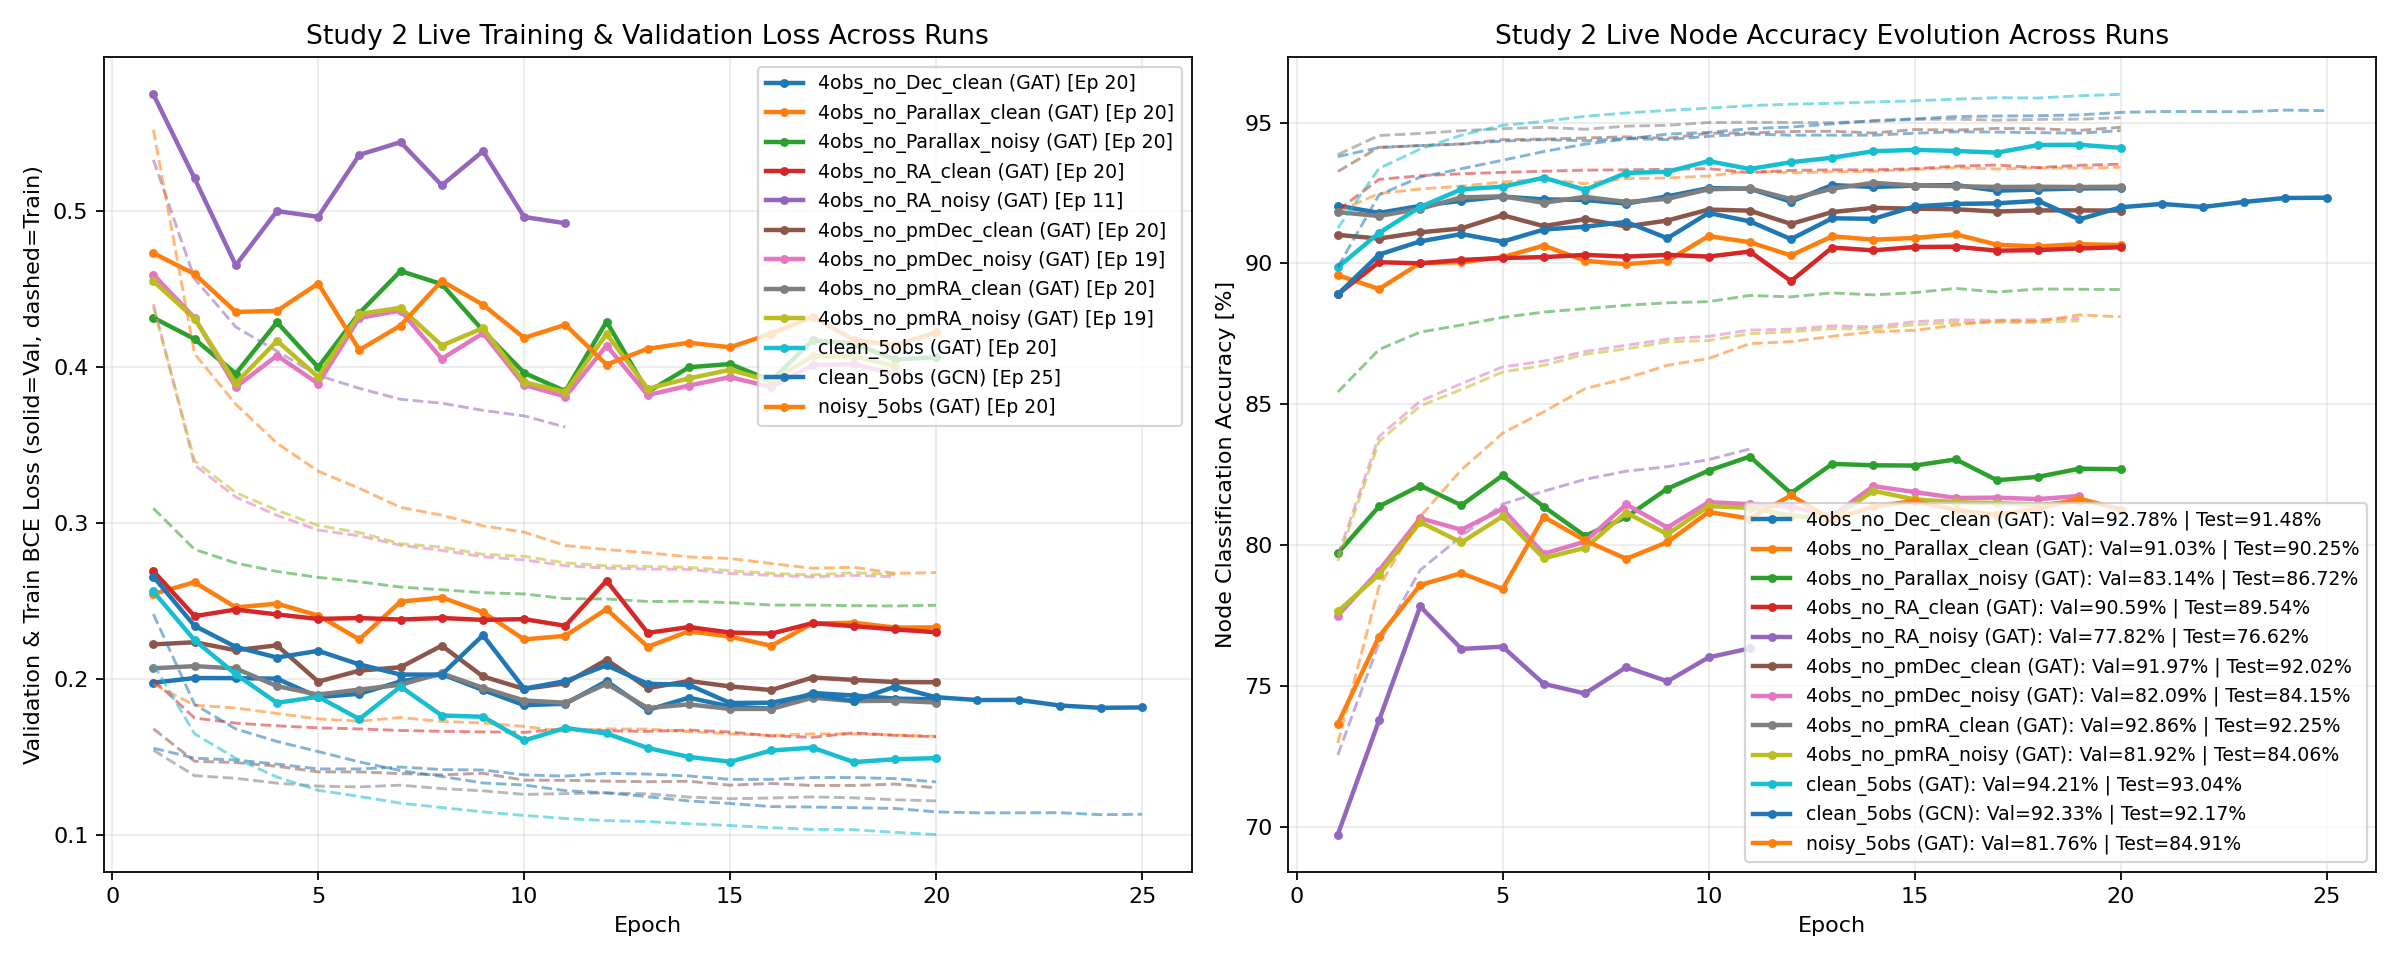 Study 2 Live Training & Validation Loss Across Runs
Validation & Train BCE Loss (solid=Val, dashed=Train)
0.5
0.4
0.3
0.2
0.1
0
5
10
15
20
25
Epoch
4obs_no_Dec_clean (GAT) [Ep 20]
4obs_no_Parallax_clean (GAT) [Ep 20]
4obs_no_Parallax_noisy (GAT) [Ep 20]
4obs_no_RA_clean (GAT) [Ep 20]
4obs_no_RA_noisy (GAT) [Ep 11]
4obs_no_pmDec_clean (GAT) [Ep 20]
4obs_no_pmDec_noisy (GAT) [Ep 19]
4obs_no_pmRA_clean (GAT) [Ep 20]
4obs_no_pmRA_noisy (GAT) [Ep 19]
clean_5obs (GAT) [Ep 20]
clean_5obs (GCN) [Ep 25]
noisy_5obs (GAT) [Ep 20]
Study 2 Live Node Accuracy Evolution Across Runs
Node Classification Accuracy [%]
95
90
85
80
75
70
0
5
10
15
20
25
Epoch
4obs_no_Dec_clean (GAT): Val=92.78% | Test=91.48%
4obs_no_Parallax_clean (GAT): Val=91.03% | Test=90.25%
4obs_no_Parallax_noisy (GAT): Val=83.14% | Test=86.72%
4obs_no_RA_clean (GAT): Val=90.59% | Test=89.54%
4obs_no_RA_noisy (GAT): Val=77.82% | Test=76.62%
4obs_no_pmDec_clean (GAT): Val=91.97% | Test=92.02%
4obs_no_pmDec_noisy (GAT): Val=82.09% | Test=84.15%
4obs_no_pmRA_clean (GAT): Val=92.86% | Test=92.25%
4obs_no_pmRA_noisy (GAT): Val=81.92% | Test=84.06%
clean_5obs (GAT): Val=94.21% | Test=93.04%
clean_5obs (GCN): Val=92.33% | Test=92.17%
noisy_5obs (GAT): Val=81.76% | Test=84.91%